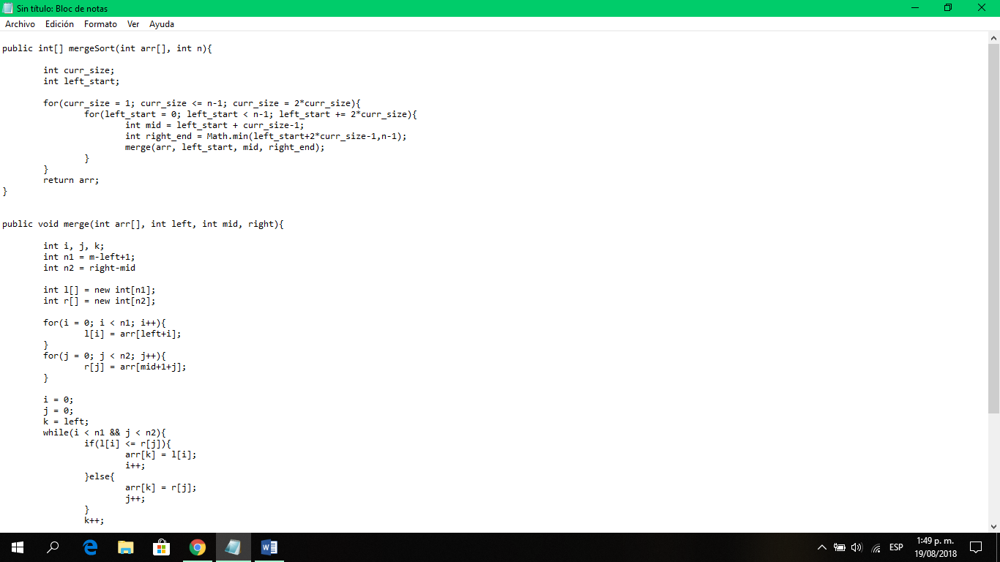 Sin título: Bloc de notas
Archivo Edición Formato Ver Ayuda
public int[] mergeSort(int arr[], int n){
int curr_size;
int left_start;
for(curr_size = 1; curr_size <= n-1; curr_size = 2*curr_size){
for(left_start = 0; left_start < n-1; left_start += 2*curr_size){
int mid = left_start + curr_size-1;
int right_end = Math.min(left_start+2*curr_size-1,n-1);
merge(arr, left_start, mid, right_end);
}
}
return arr;
}
public void merge(int arr[], int left, int mid, right){
int i, j, k;
int n1 = m-left+1;
int n2 = right-mid
int l[] = new int[n1];
int r[] = new int[n2];
for(i = 0; i < n1; i++){
l[i] = arr[left+i];
}
for(j = 0; j < n2; j++){
r[j] = arr[mid+1+j];
}
i = 0;
j = 0;
k = left;
while(i < n1 && j < n2){
if(l[i] <= r[j]){
arr[k] = l[i];
i++;
}else{
arr[k] = r[j];
j++;
}
k++;
ESP
1:49 p. m.
19/08/2018